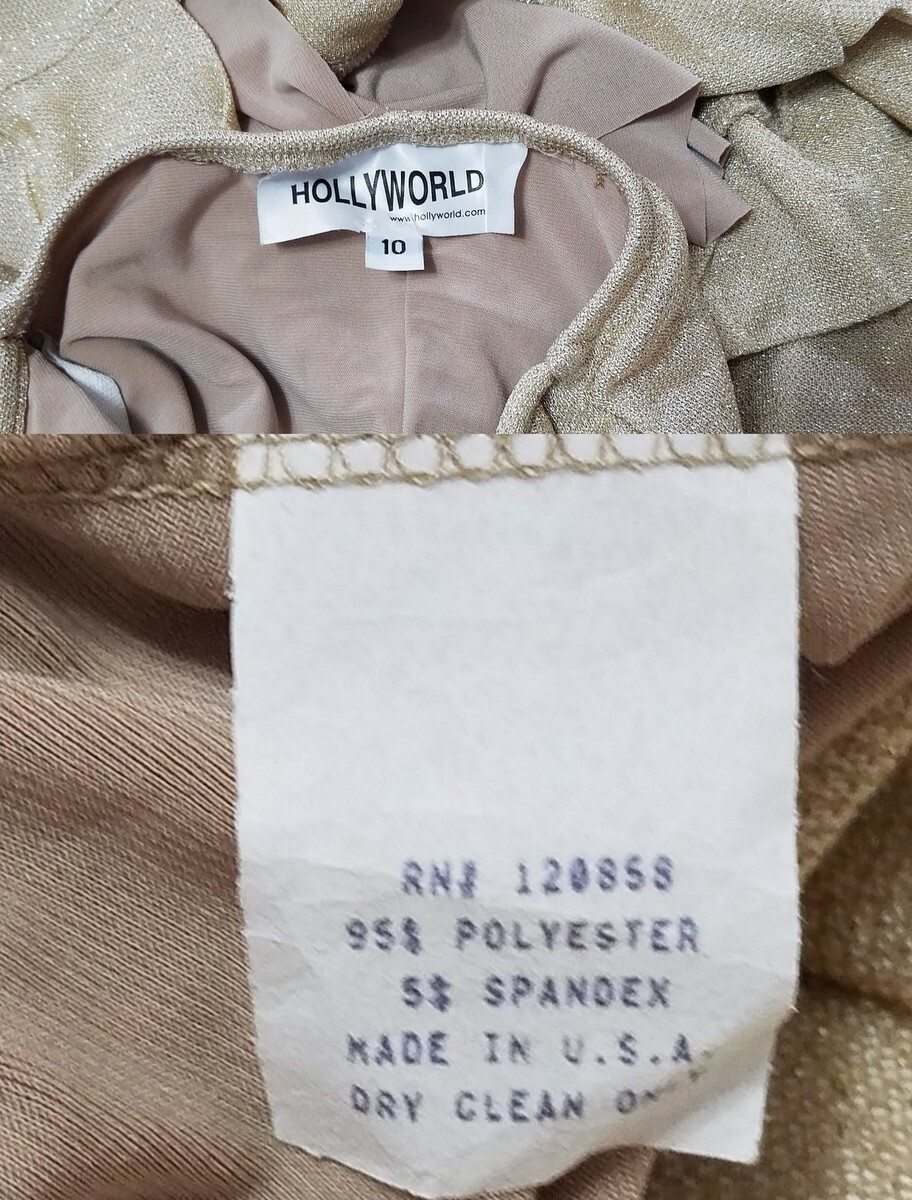 HOLLYWORLD
www.hollyworld.com
10
RN# 120858
95% POLYESTER
5% SPANDEX
MADE IN U.S.A.
DRY CLEAN